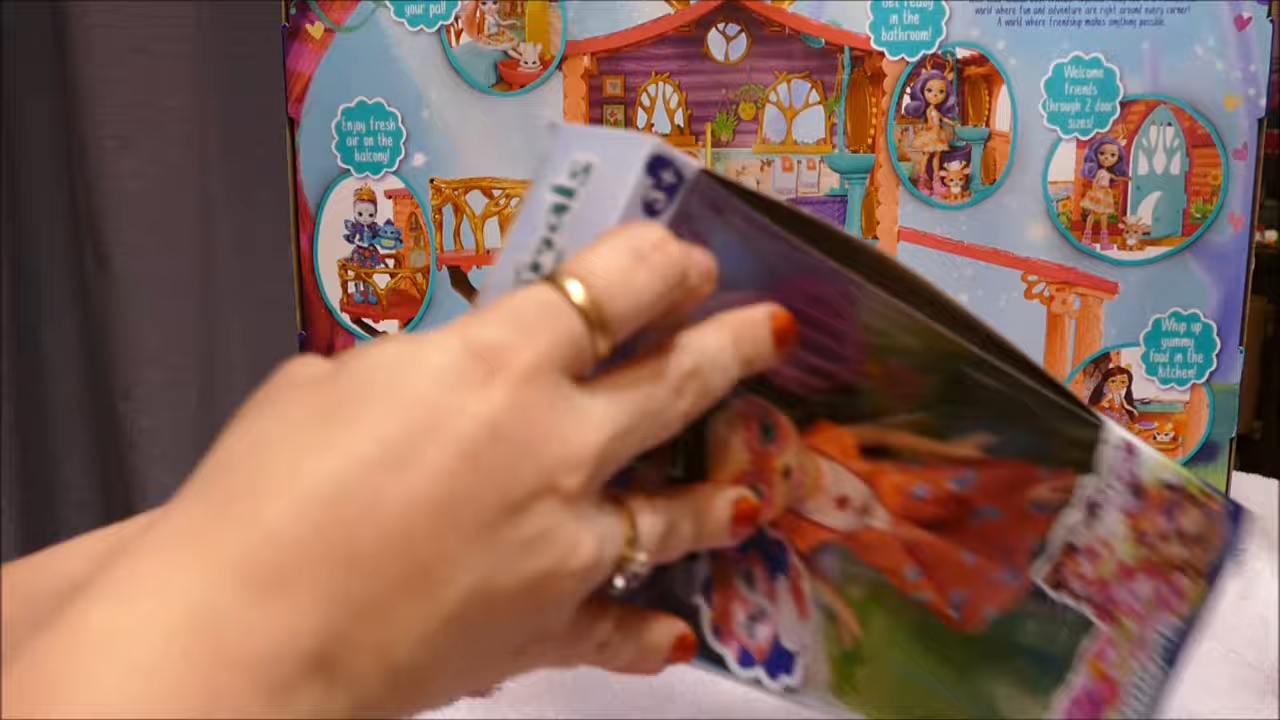 your pal!
Get ready
in the
bathroom!
world where fun and adventure are right around every corner!
A world where friendship makes anything possible.
Welcome
friends
through 2 door
sizes!
Enjoy fresh
air on the
balcony!
Whip up
yummy
food in the
kitchen!